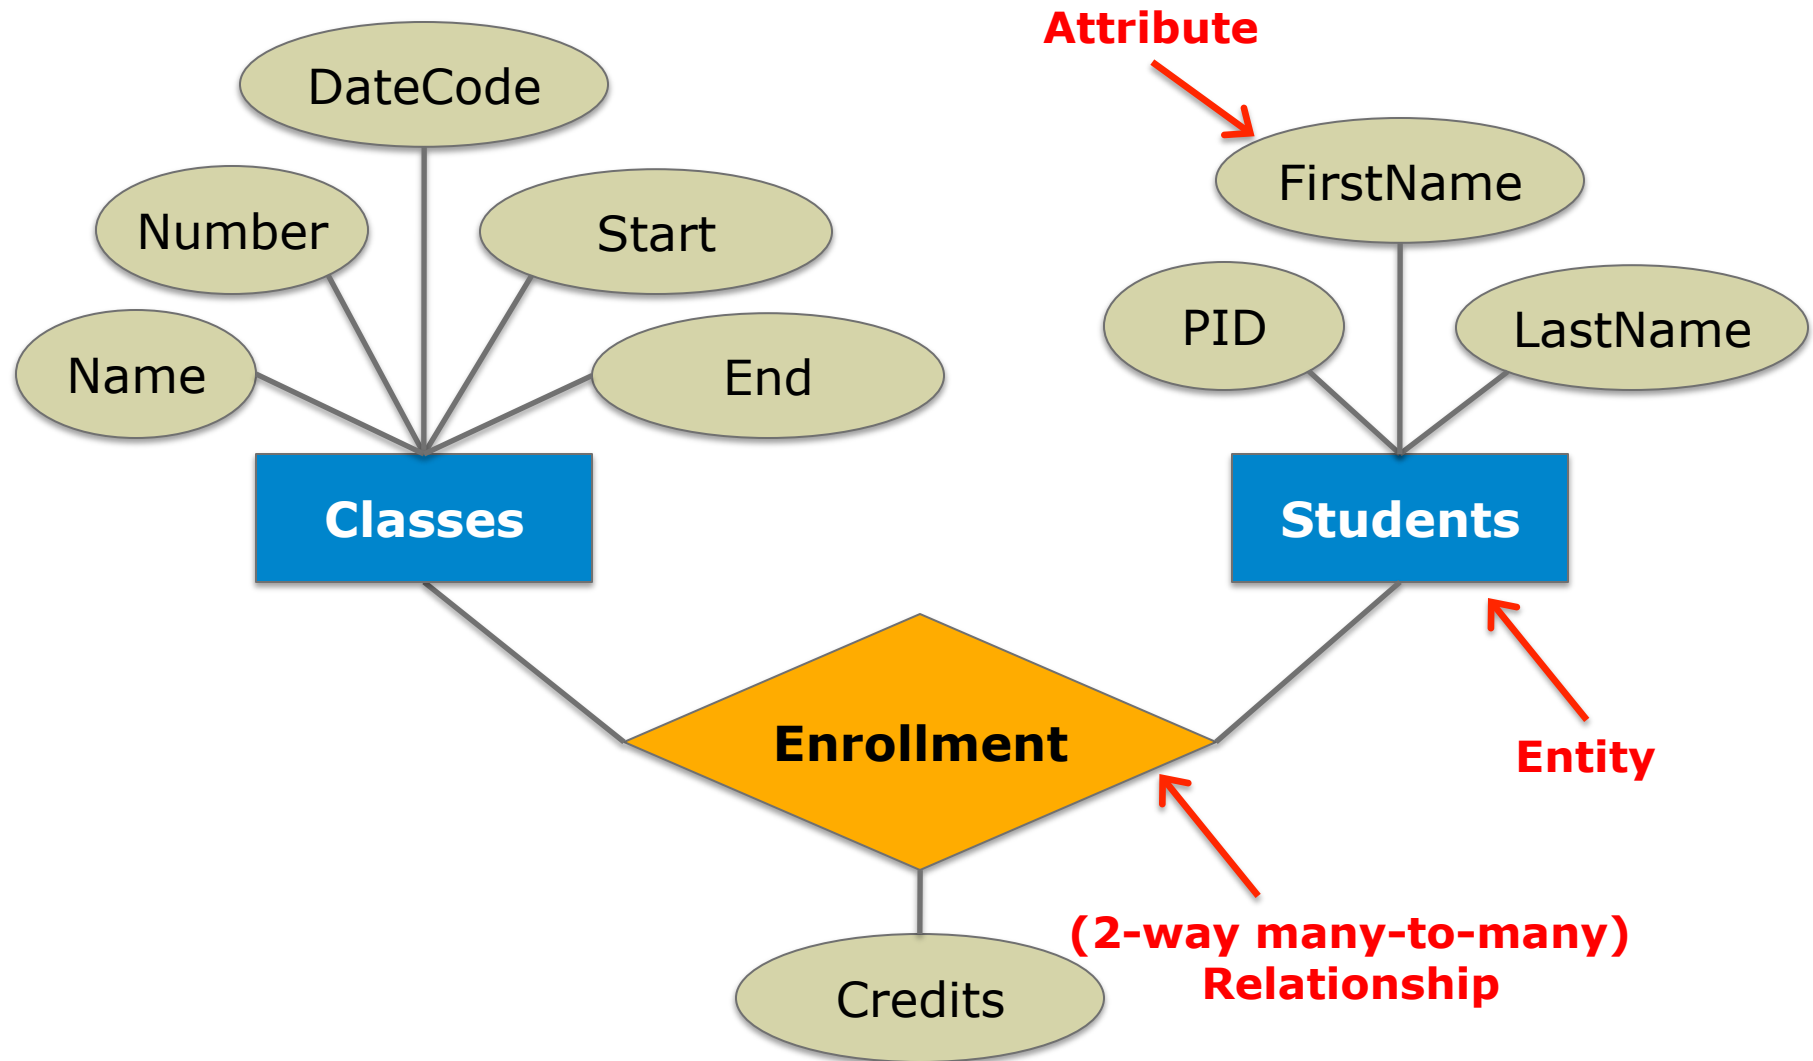 Attribute
DateCode
FirstName
Number
Start
PID
LastName
Name
End
Classes
Students
Enrollment
Entity
(2-way many-to-many)
Relationship
Credits